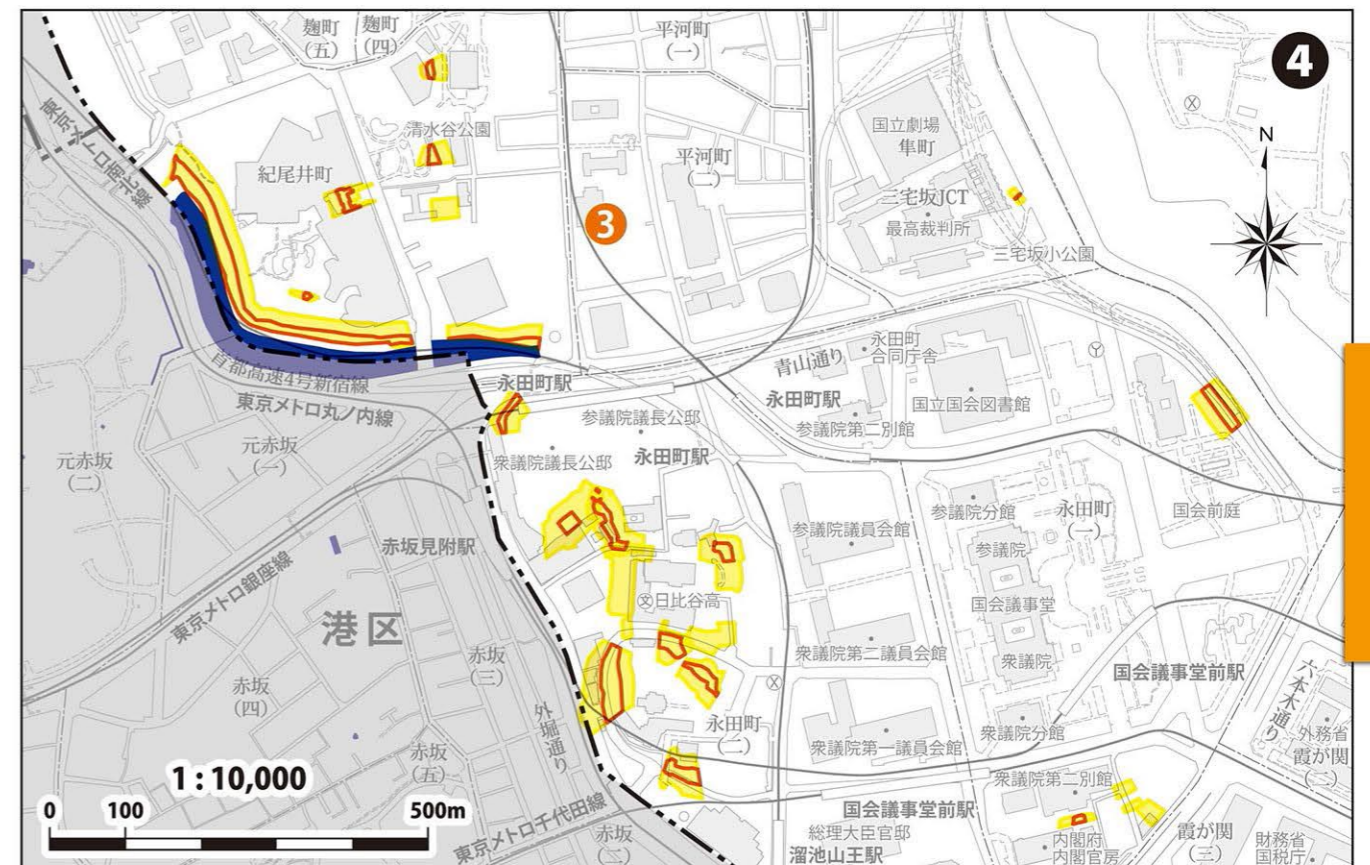 麹町
（五）
麹町
（四）
平河町
（一）
4
東京メトロ南北線
清水谷公園
国立劇場
隼町
N
紀尾井町
平河町
（二）
3
三宅坂JCT
最高裁判所
三宅坂小公園
永田町
合同庁舎
青山通り
首都高速4号新宿線
永田町駅
東京メトロ丸ノ内線
参議院議長公邸
永田町駅
参議院第二別館
国立国会図書館
元赤坂
（二）
元赤坂
（一）
衆議院議長公邸
永田町駅
参議院議員会館
参議院分館
永田町
（一）
国会前庭
赤坂見附駅
参議院
東京メトロ銀座線
文日比谷高
国会議事堂
港区
赤坂
（三）
衆議院第二議員会館
衆議院
国会議事堂前駅
赤坂
（四）
外堀通り
永田町
（二）
衆議院分館
六本木通り
外務省
霞が関
（二）
衆議院第一議員会館
赤坂
（五）
1：10,000
衆議院第二別館
0 100 500m
国会議事堂前駅
東京メトロ千代田線
赤坂
（二）
総理大臣官邸
溜池山王駅
内閣府
内閣官房
霞が関
（三）
財務省
国税庁